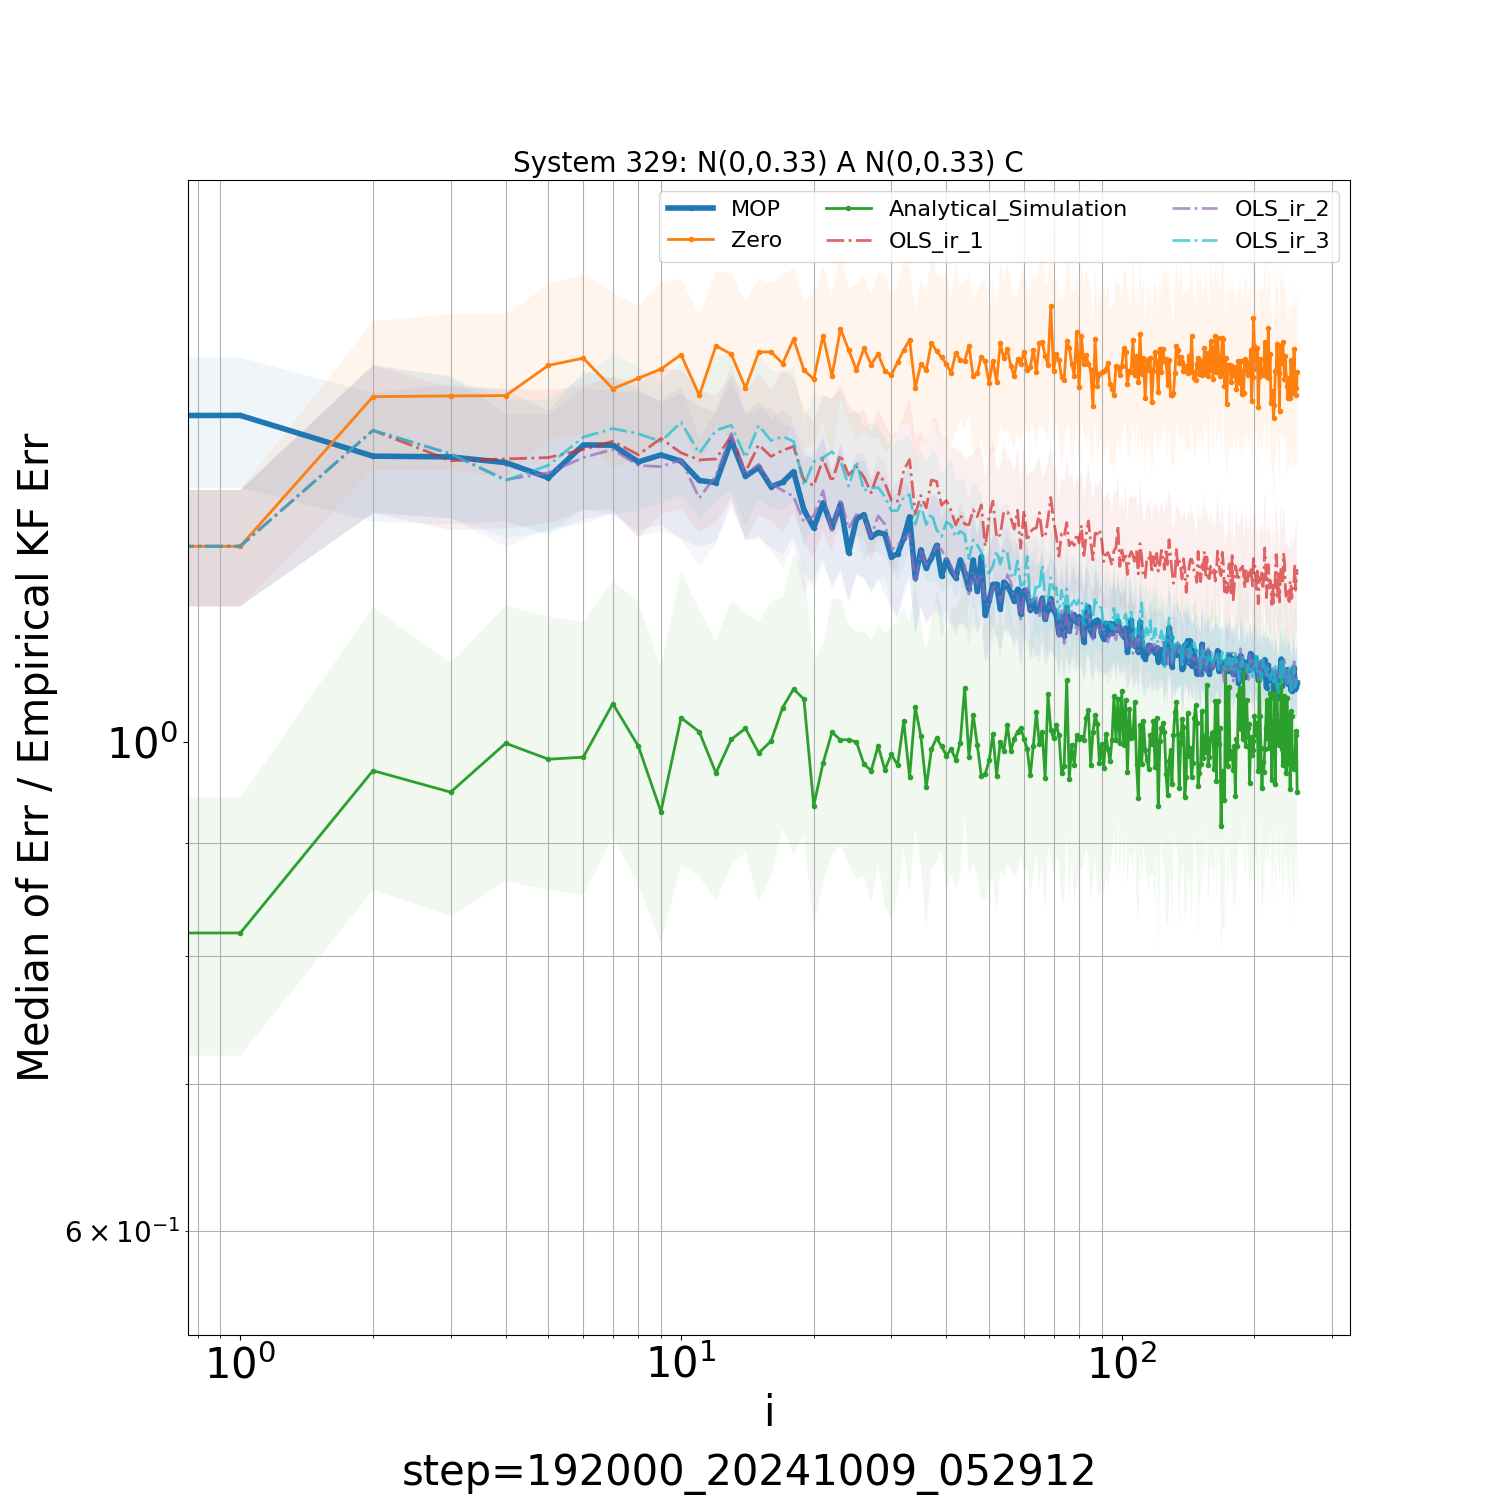 System 329: N(0,0.33) A N(0,0.33) C
MOP
Zero
Analytical_Simulation
OLS_ir_1
OLS_ir_2
OLS_ir_3
Median of Err / Empirical KF Err
10⁰
6 × 10⁻¹
10⁰ 10¹ 10²
i
step=192000_20241009_052912